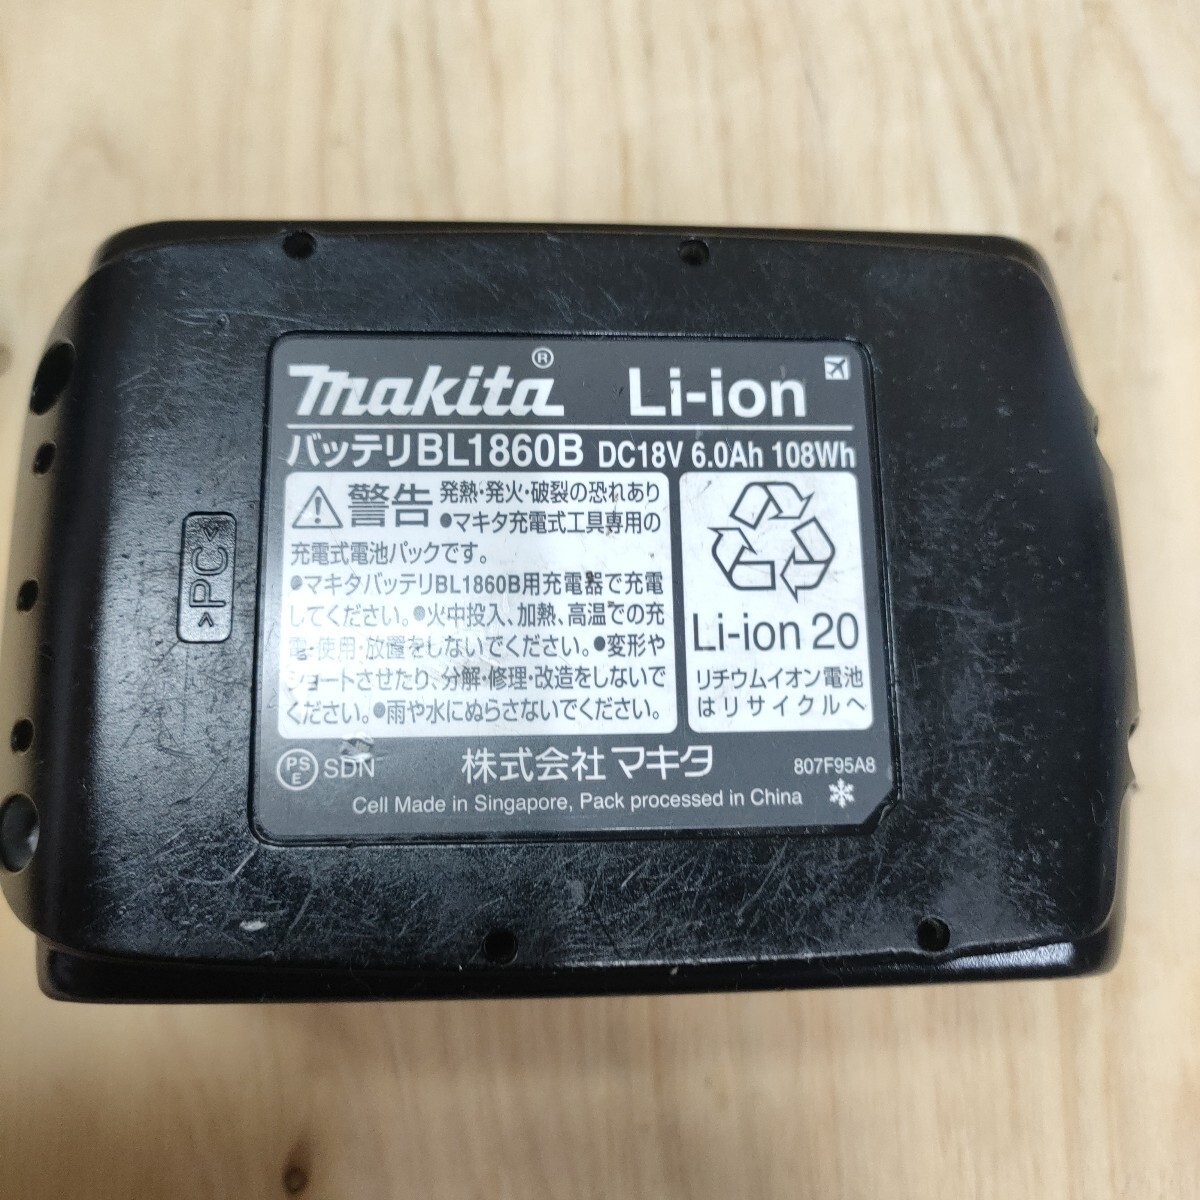 makita® Li-ion
バッテリBL1860B DC18V 6.0Ah 108Wh
警告 発熱・発火・破裂の恐れあり
●マキタ充電式工具専用の
充電式電池パックです。
●マキタバッテリBL1860B用充電器で充電
してください。●火中投入、加熱、高温での充
電・使用・放置をしないでください。●変形や
ショートさせたり、分解・修理・改造をしないで
ください。●雨や水にぬらさないでください。
Li-ion 20
リチウムイオン電池
はリサイクルへ
PS
E
SDN 株式会社マキタ 807F95A8
Cell Made in Singapore, Pack processed in China
>PC<